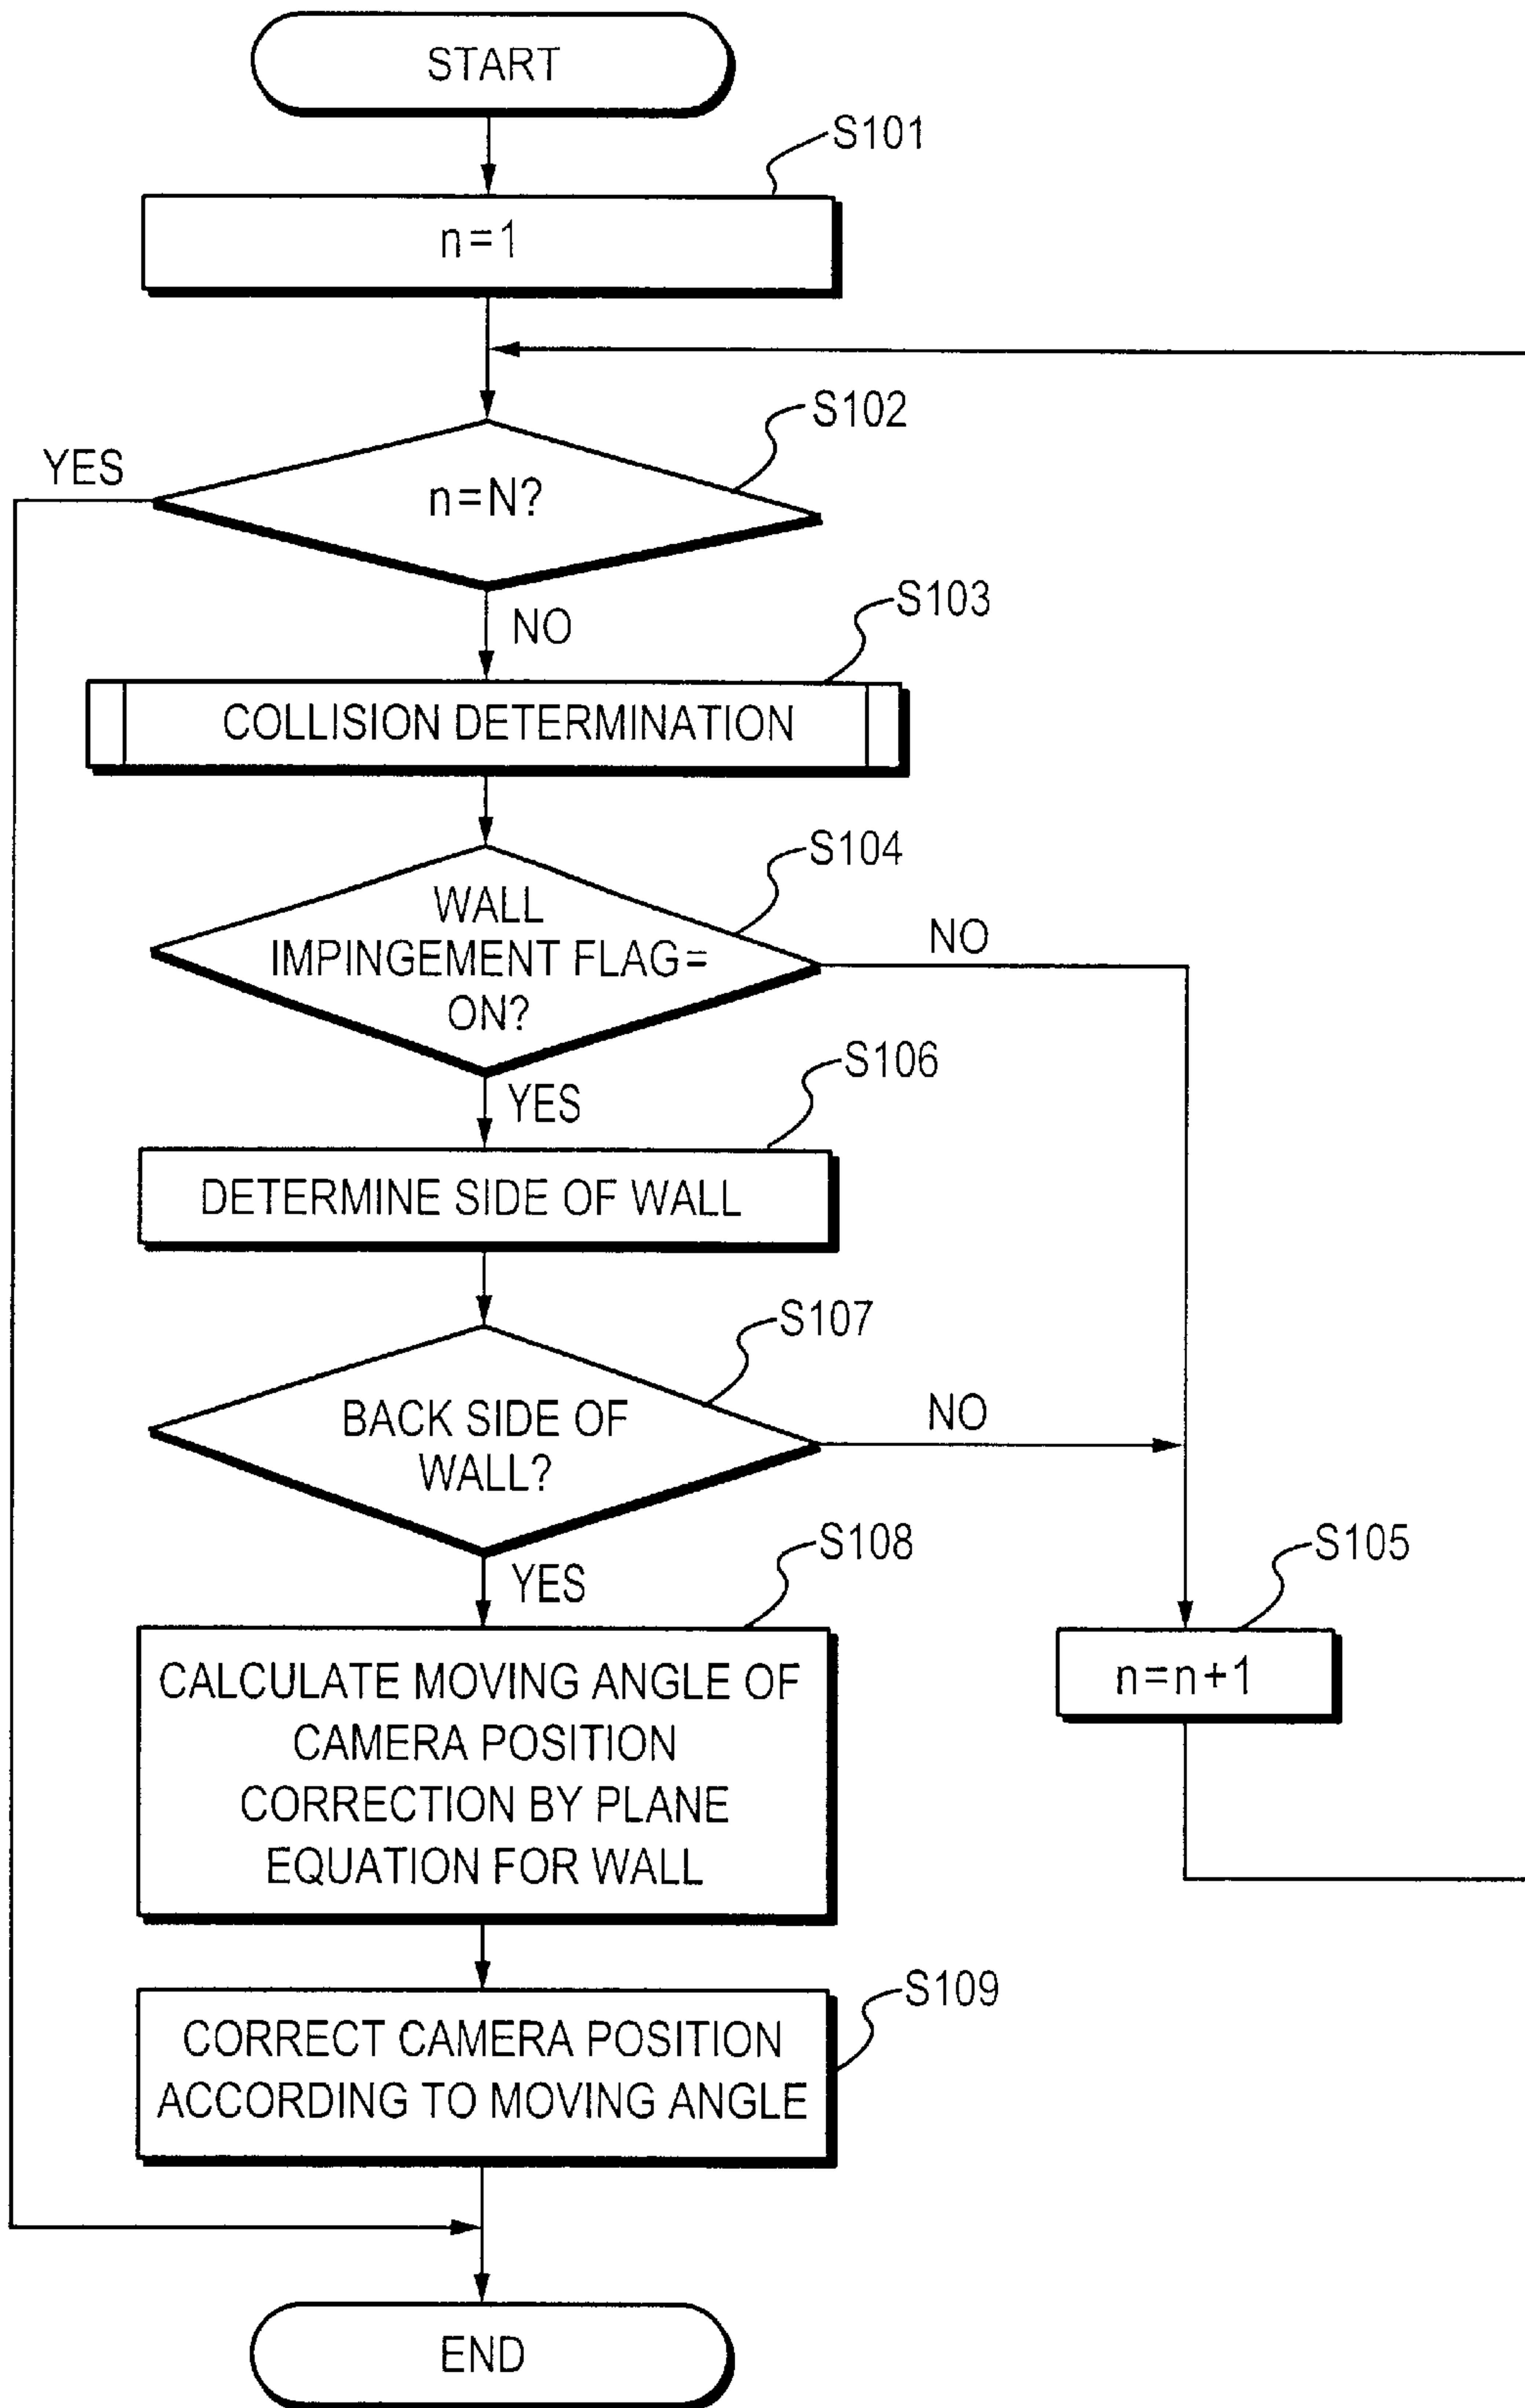 START
S101
n=1
S102
YES
n=N?
NO
S103
COLLISION DETERMINATION
S104
WALL
IMPINGEMENT FLAG=
ON?
NO
YES
S106
DETERMINE SIDE OF WALL
S107
BACK SIDE OF
WALL?
NO
YES
S108
CALCULATE MOVING ANGLE OF
CAMERA POSITION
CORRECTION BY PLANE
EQUATION FOR WALL
S105
n=n+1
S109
CORRECT CAMERA POSITION
ACCORDING TO MOVING ANGLE
END